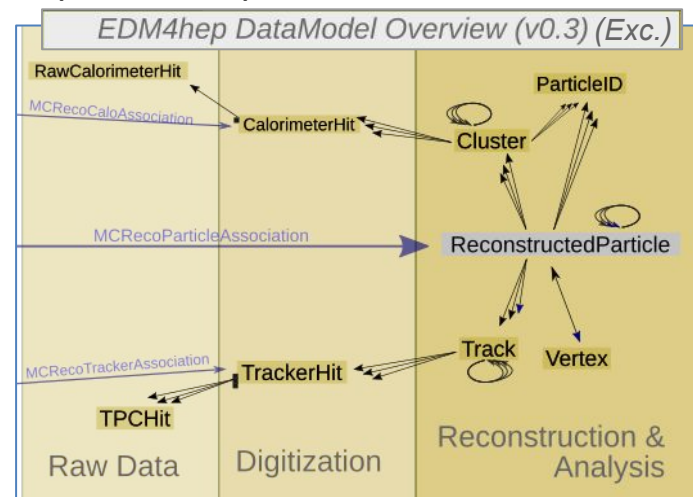 EDM4hep DataModel Overview (v0.3) (Exc.)
RawCalorimeterHit
ParticleID
MCRecoCaloAssociation
CalorimeterHit
Cluster
MCRecoParticleAssociation
ReconstructedParticle
MCRecoTrackerAssociation
TrackerHit
Track
Vertex
TPCHit
Raw Data
Digitization
Reconstruction &
Analysis